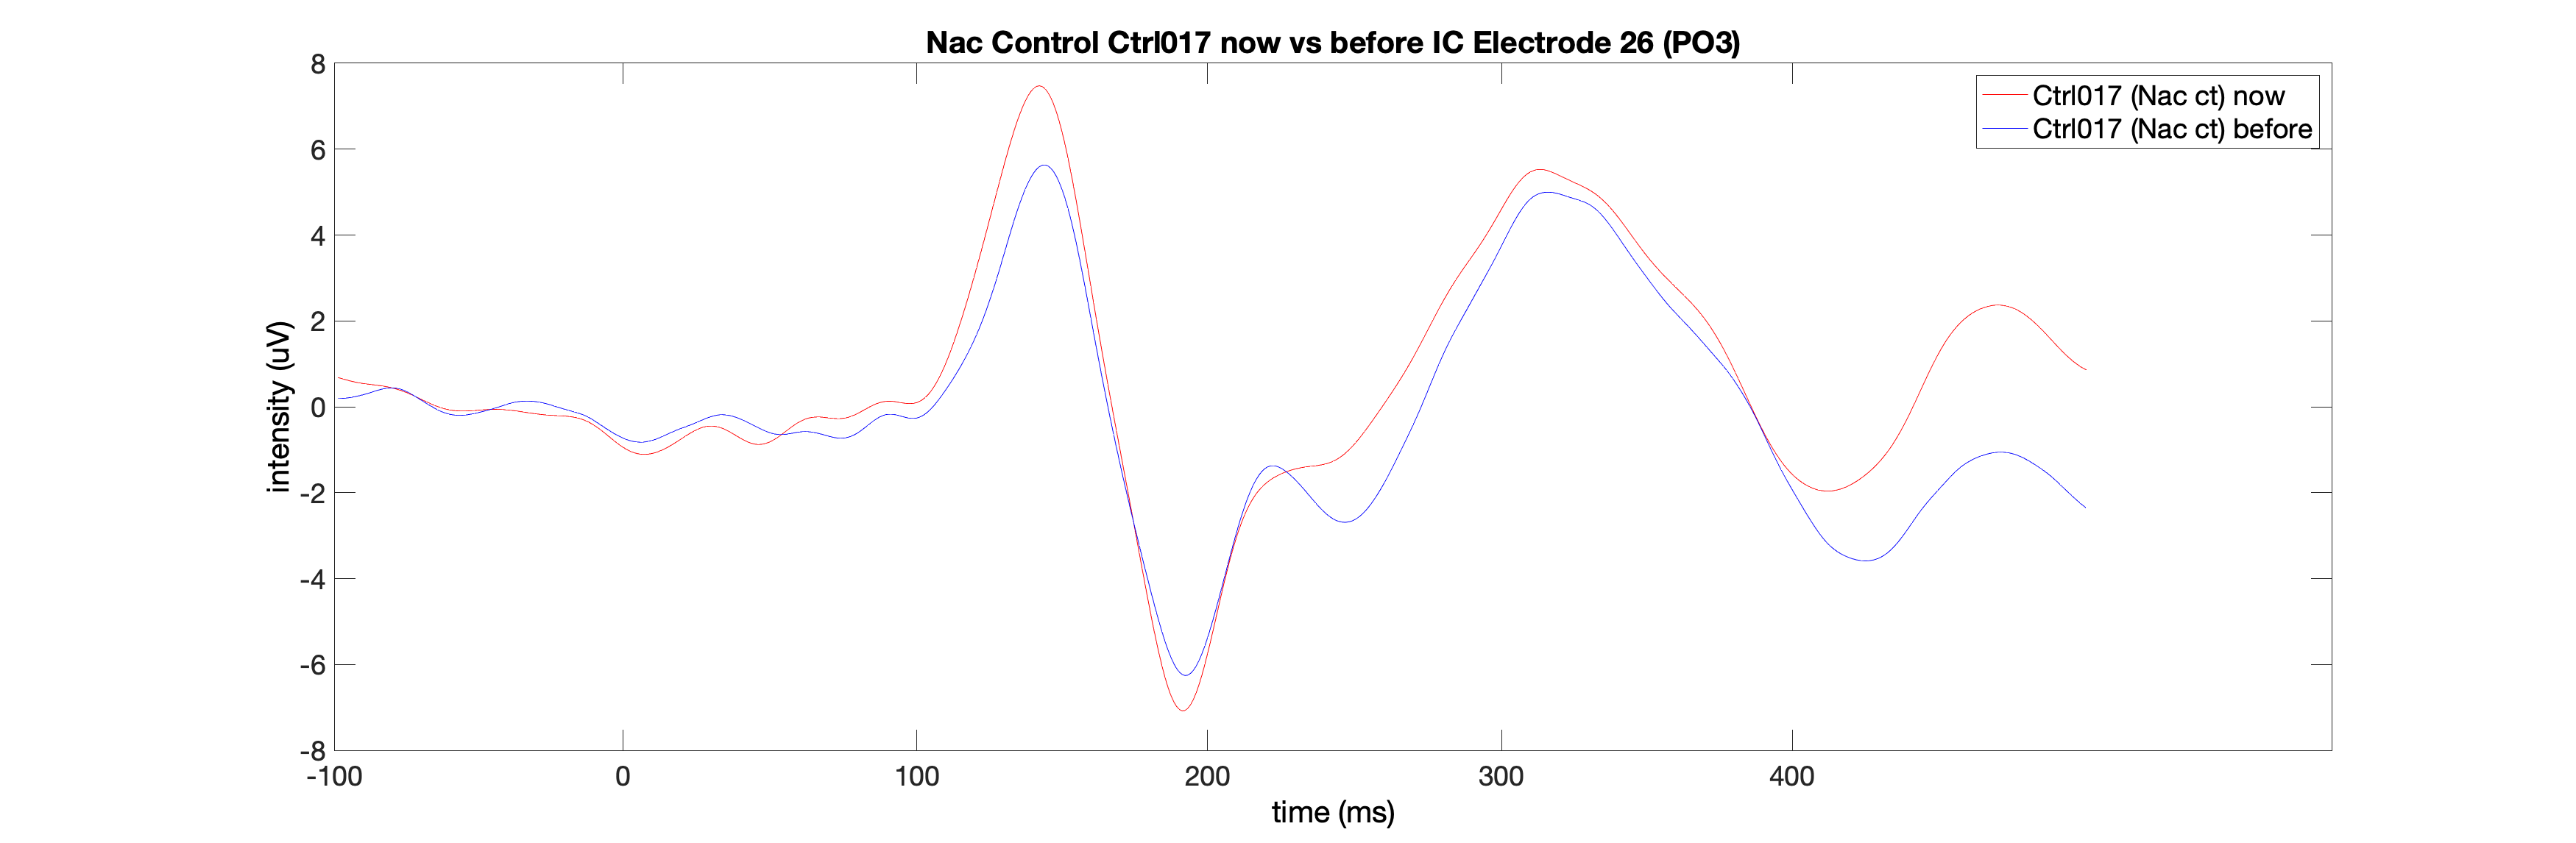 Nac Control Ctrl017 now vs before IC Electrode 26 (PO3)
Ctrl017 (Nac ct) now
Ctrl017 (Nac ct) before
intensity (uV)
8
6
4
2
0
-2
-4
-6
-8
-100 0 100 200 300 400
time (ms)